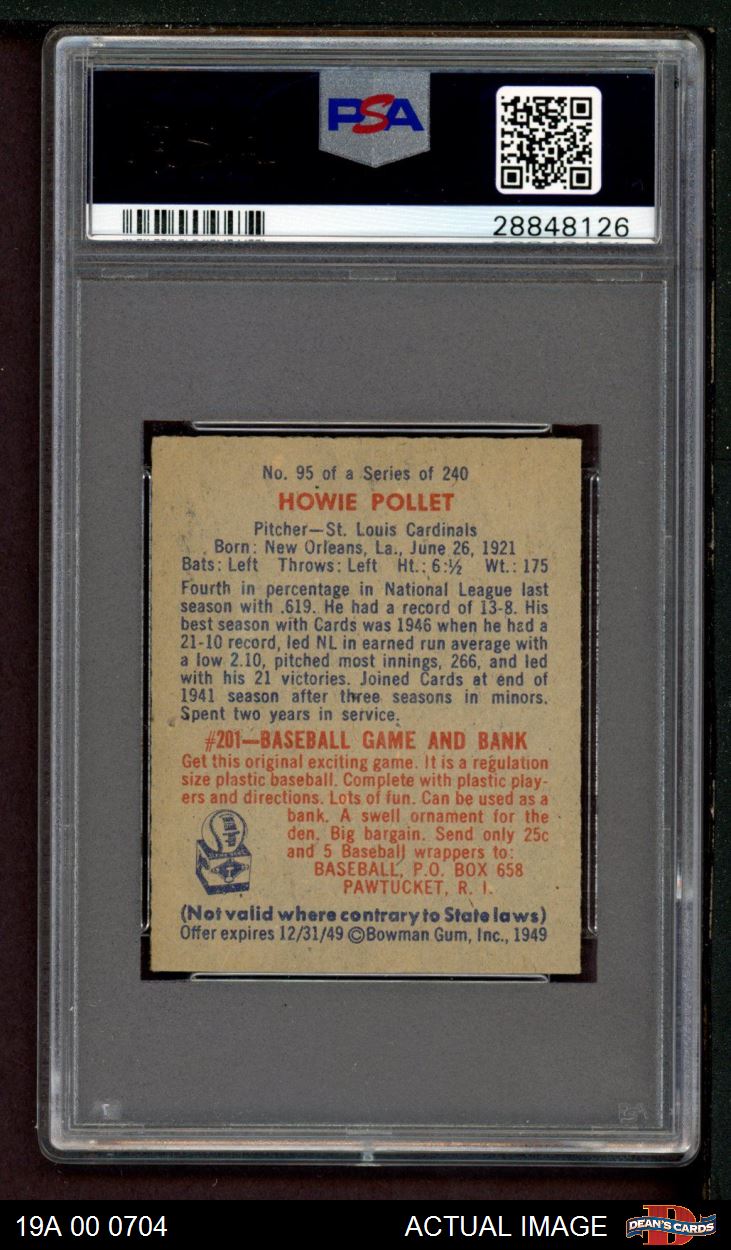 PSA
28848126
No. 95 of a Series of 240
HOWIE POLLET
Pitcher—St. Louis Cardinals
Born: New Orleans, La., June 26, 1921
Bats: Left Throws: Left Ht.: 6:½ Wt.: 175
Fourth in percentage in National League last
season with .619. He had a record of 13-8. His
best season with Cards was 1946 when he had a
21-10 record, led NL in earned run average with
a low 2.10, pitched most innings, 266, and led
with his 21 victories. Joined Cards at end of
1941 season after three seasons in minors.
Spent two years in service.
#201—BASEBALL GAME AND BANK
Get this original exciting game. It is a regulation
size plastic baseball. Complete with plastic play-
ers and directions. Lots of fun. Can be used as a
bank. A swell ornament for the
den. Big bargain. Send only 25c
and 5 Baseball wrappers to:
BASEBALL, P.O. BOX 658
PAWTUCKET, R. I.
(Not valid where contrary to State laws)
Offer expires 12/31/49 ©Bowman Gum, Inc., 1949
PSA
19A 00 0704
ACTUAL IMAGE
DEAN'S CARDS